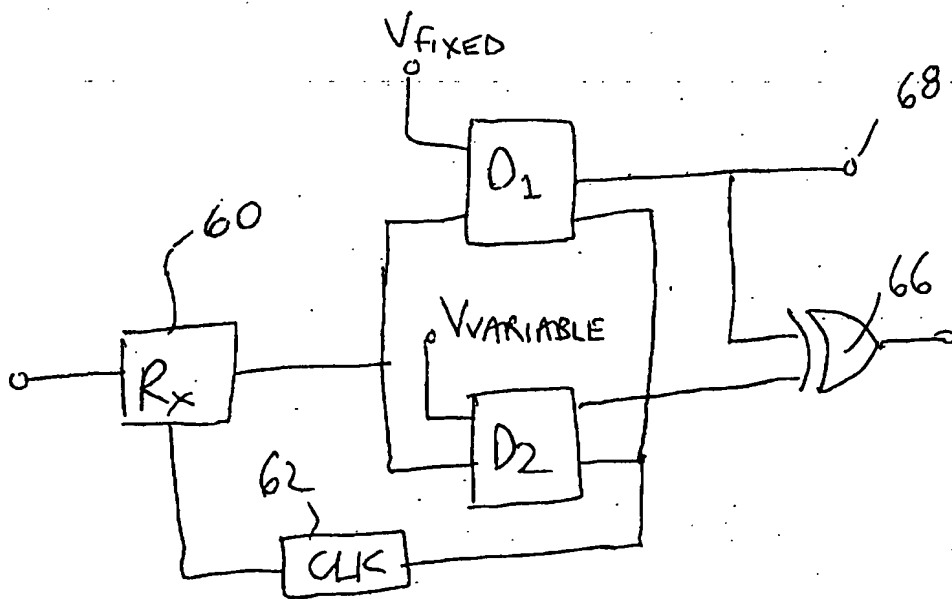 VFIXED
68
D1
60
66
VVARIABLE
Rx
D2
62
CLK